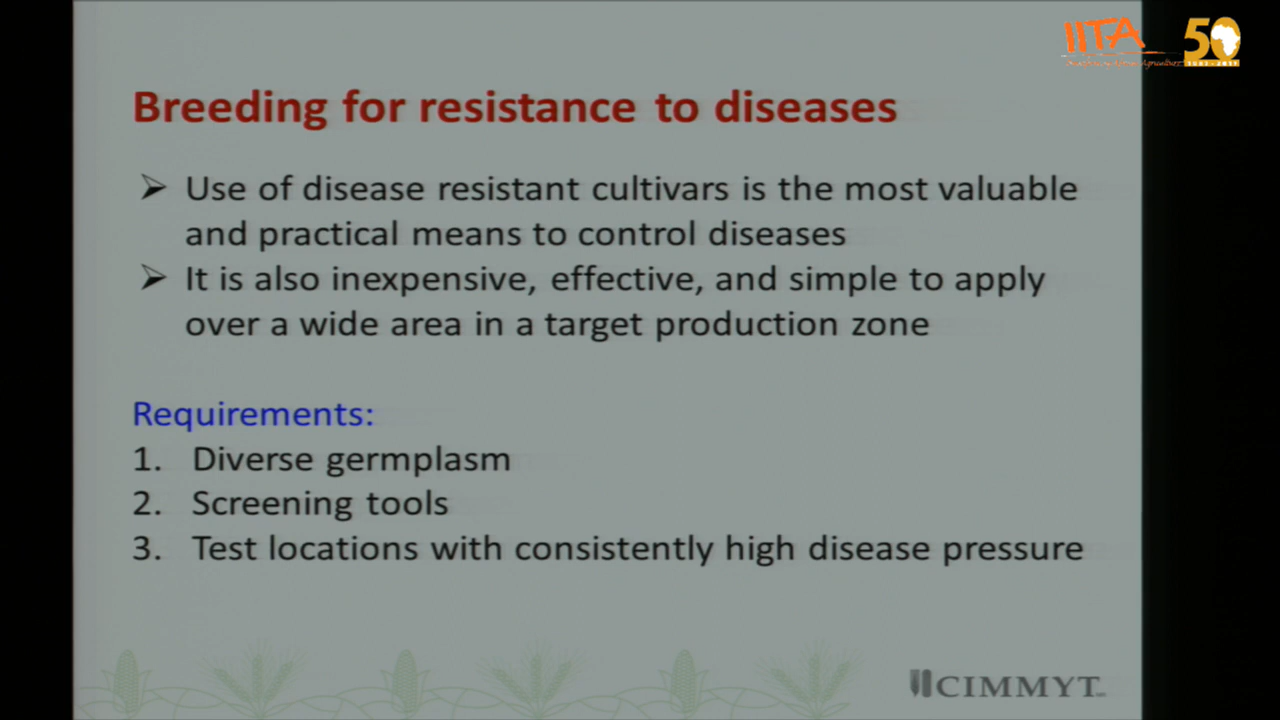 IITA 50
Breeding for resistance to diseases
➢ Use of disease resistant cultivars is the most valuable
and practical means to control diseases
➢ It is also inexpensive, effective, and simple to apply
over a wide area in a target production zone
Requirements:
1. Diverse germplasm
2. Screening tools
3. Test locations with consistently high disease pressure
CIMMYT